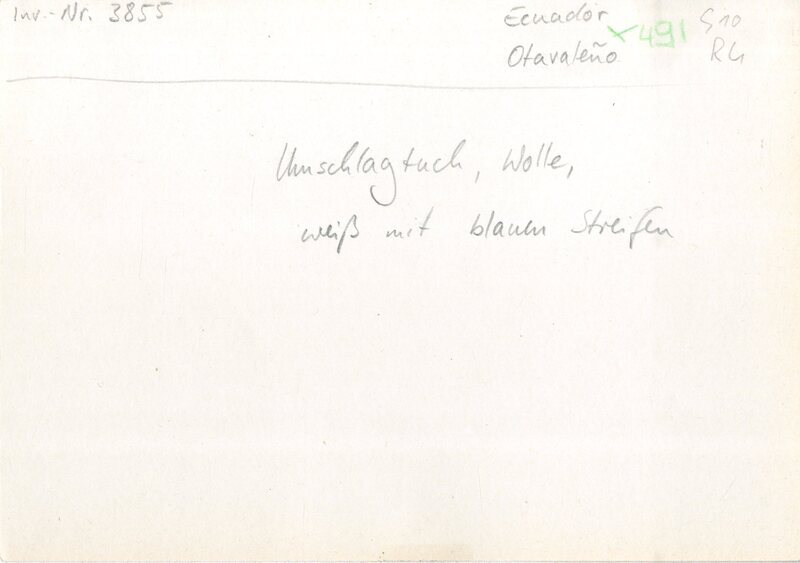 Inv.-Nr. 3855
Ecuador
Otavaleño
x491
S10
R4
Umschlagtuch, Wolle,
weiß mit blauen Streifen